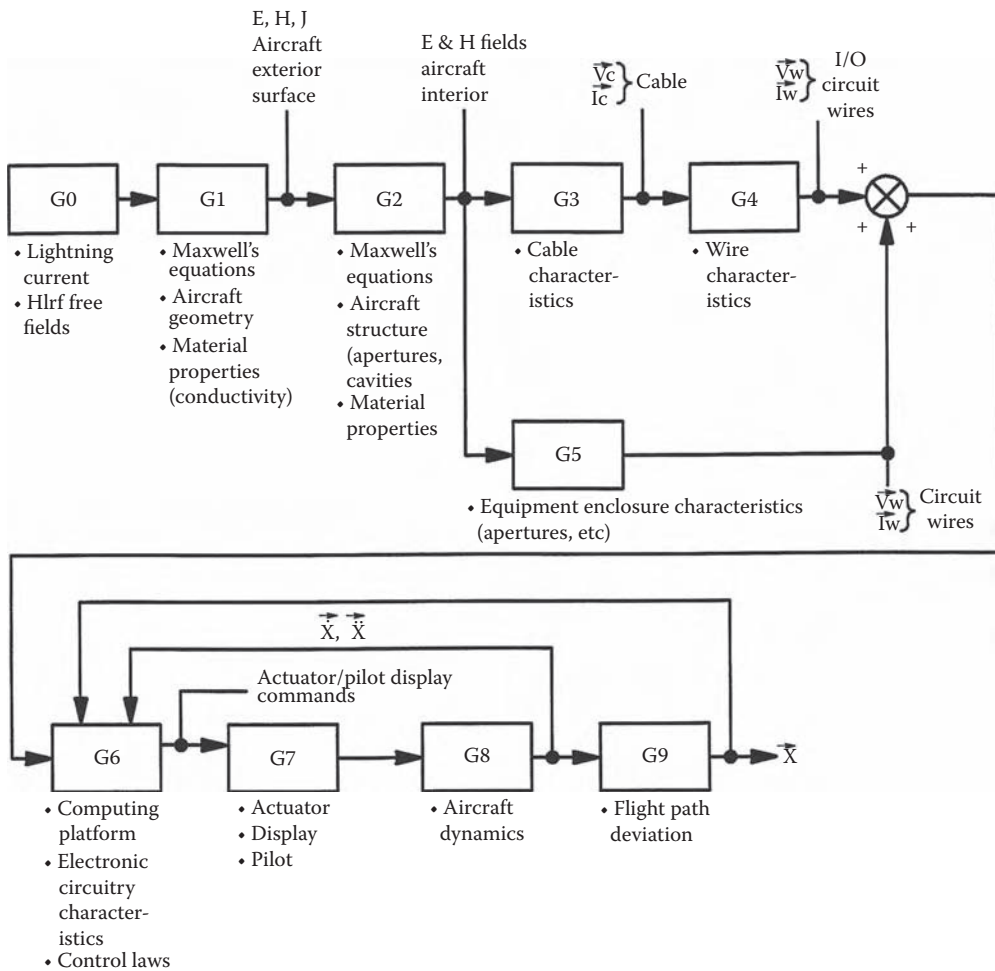 E, H, J
Aircraft
exterior
surface
E & H fields
aircraft
interior
Vc
Ic
} Cable
Vw
Iw
} I/O
circuit
wires
G0
G1
G2
G3
G4
+
+
+
• Lightning
current
• Hlrf free
fields
• Maxwell's
equations
• Aircraft
geometry
• Material
properties
(conductivity)
• Maxwell's
equations
• Aircraft
structure
(apertures,
cavities
• Material
properties
• Cable
character-
istics
• Wire
character-
istics
G5
• Equipment enclosure characteristics
(apertures, etc)
Vw
Iw
} Circuit
wires
Ẋ, Ẍ
Actuator/pilot display
commands
G6
G7
G8
G9
X
• Computing
platform
• Electronic
circuitry
character-
istics
• Control laws
• Actuator
• Display
• Pilot
• Aircraft
dynamics
• Flight path
deviation